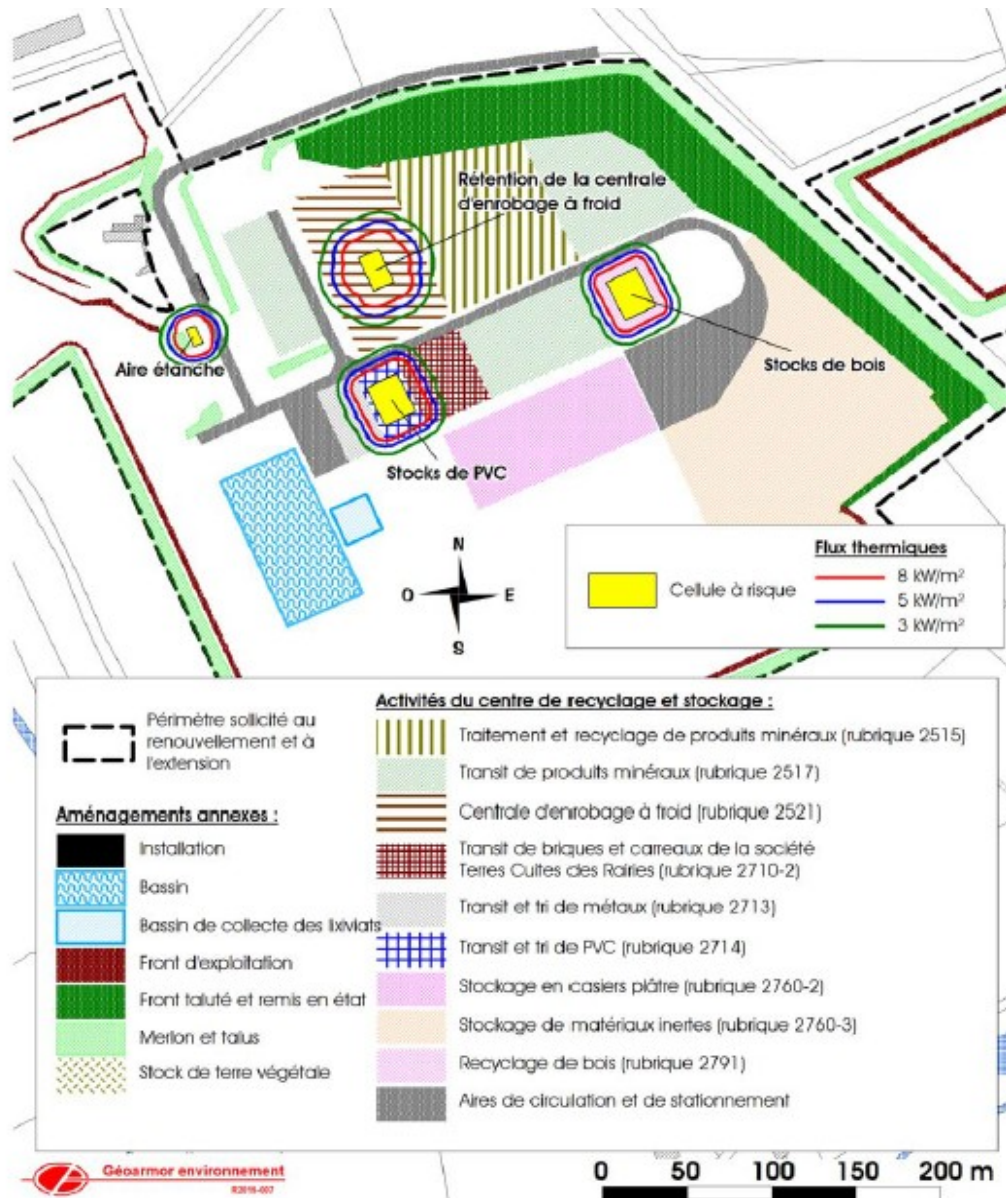 Rétention de la centrale
d'enrobage à froid
Aire étanche
Stocks de bois
Stocks de PVC
N
O
E
S
Cellule à risque
Flux thermiques
8 kW/m²
5 kW/m²
3 kW/m²
Périmètre sollicité au
renouvellement et à
l'extension
Aménagements annexes :
Installation
Bassin
Bassin de collecte des lixiviats
Front d'exploitation
Front taluté et remis en état
Merlon et talus
Stock de terre végétale
Activités du centre de recyclage et stockage :
Traitement et recyclage de produits minéraux (rubrique 2515)
Transit de produits minéraux (rubrique 2517)
Centrale d'enrobage à froid (rubrique 2521)
Transit de briques et carreaux de la société
Terres Cuites des Rairies (rubrique 2710-2)
Transit et tri de métaux (rubrique 2713)
Transit et tri de PVC (rubrique 2714)
Stockage en casiers plâtre (rubrique 2760-2)
Stockage de matériaux inertes (rubrique 2760-3)
Recyclage de bois (rubrique 2791)
Aires de circulation et de stationnement
Géoarmor environnement
R2016-007
0 50 100 150 200 m